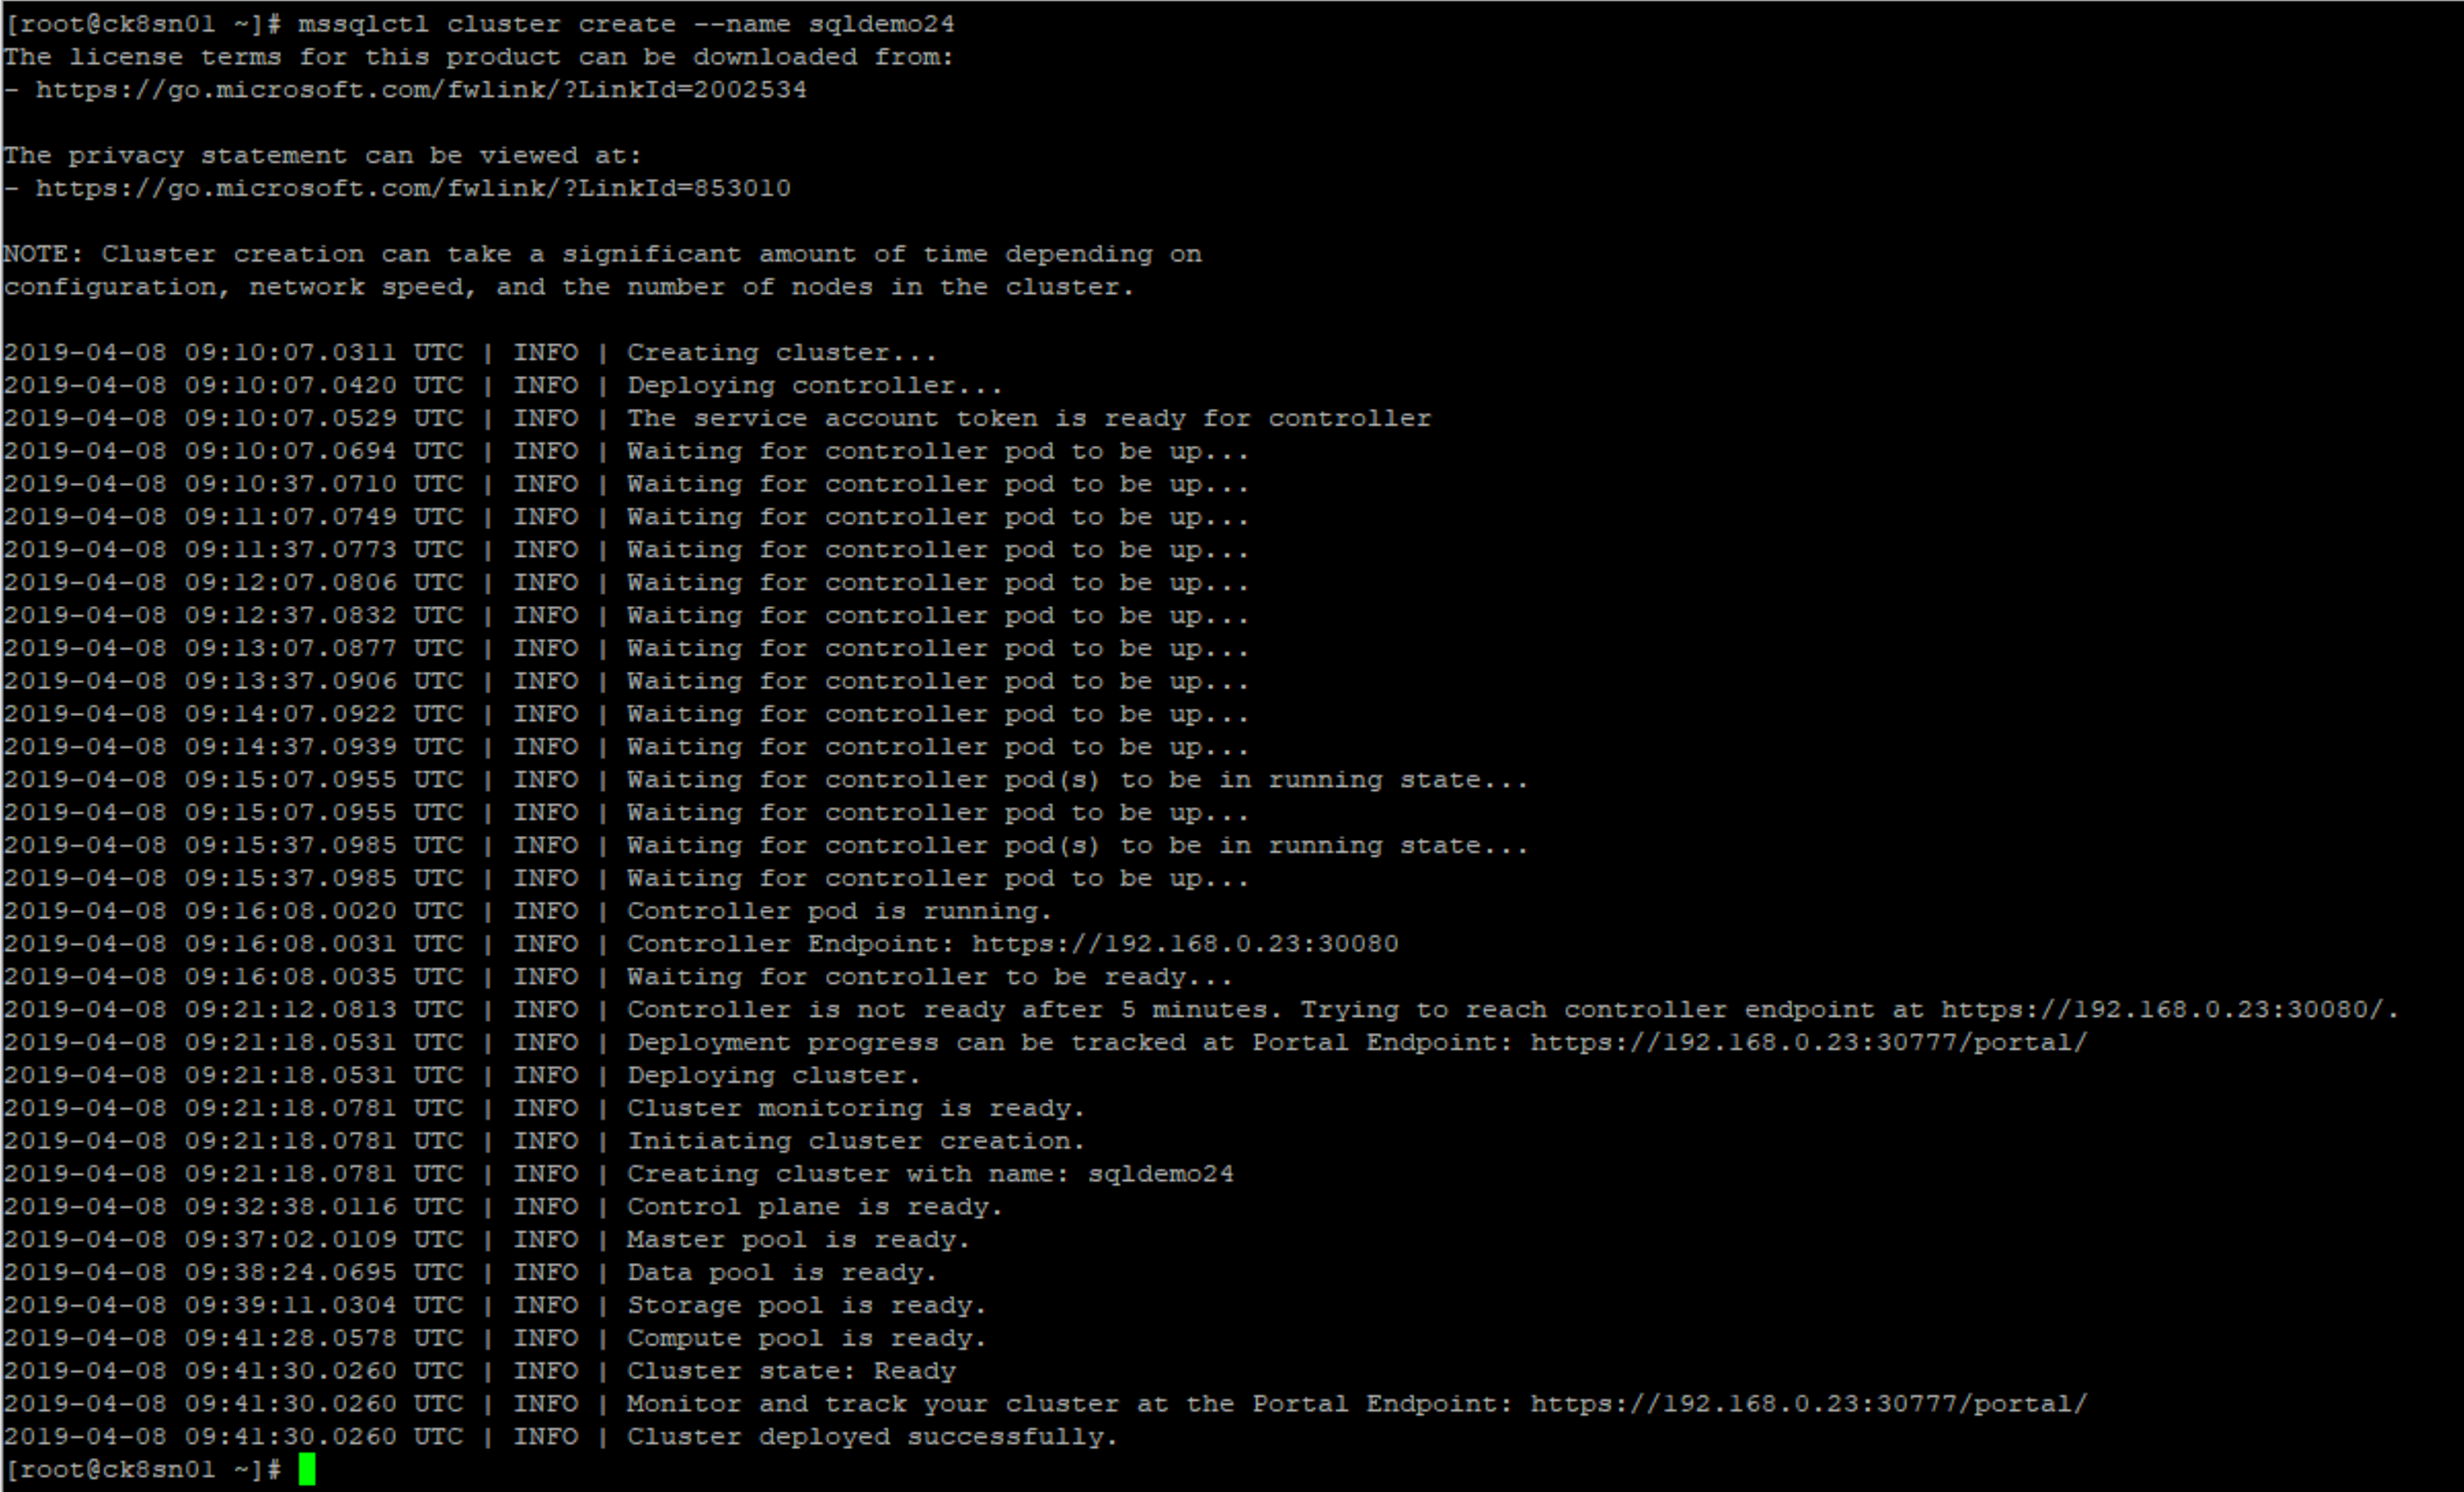 [root@ck8sn01 ~]# mssqlctl cluster create --name sqldemo24
The license terms for this product can be downloaded from:
- https://go.microsoft.com/fwlink/?LinkId=2002534
The privacy statement can be viewed at:
- https://go.microsoft.com/fwlink/?LinkId=853010
NOTE: Cluster creation can take a significant amount of time depending on
configuration, network speed, and the number of nodes in the cluster.
2019-04-08 09:10:07.0311 UTC | INFO | Creating cluster...
2019-04-08 09:10:07.0420 UTC | INFO | Deploying controller...
2019-04-08 09:10:07.0529 UTC | INFO | The service account token is ready for controller
2019-04-08 09:10:07.0694 UTC | INFO | Waiting for controller pod to be up...
2019-04-08 09:10:37.0710 UTC | INFO | Waiting for controller pod to be up...
2019-04-08 09:11:07.0749 UTC | INFO | Waiting for controller pod to be up...
2019-04-08 09:11:37.0773 UTC | INFO | Waiting for controller pod to be up...
2019-04-08 09:12:07.0806 UTC | INFO | Waiting for controller pod to be up...
2019-04-08 09:12:37.0832 UTC | INFO | Waiting for controller pod to be up...
2019-04-08 09:13:07.0877 UTC | INFO | Waiting for controller pod to be up...
2019-04-08 09:13:37.0906 UTC | INFO | Waiting for controller pod to be up...
2019-04-08 09:14:07.0922 UTC | INFO | Waiting for controller pod to be up...
2019-04-08 09:14:37.0939 UTC | INFO | Waiting for controller pod to be up...
2019-04-08 09:15:07.0955 UTC | INFO | Waiting for controller pod(s) to be in running state...
2019-04-08 09:15:07.0955 UTC | INFO | Waiting for controller pod to be up...
2019-04-08 09:15:37.0985 UTC | INFO | Waiting for controller pod(s) to be in running state...
2019-04-08 09:15:37.0985 UTC | INFO | Waiting for controller pod to be up...
2019-04-08 09:16:08.0020 UTC | INFO | Controller pod is running.
2019-04-08 09:16:08.0031 UTC | INFO | Controller Endpoint: https://192.168.0.23:30080
2019-04-08 09:16:08.0035 UTC | INFO | Waiting for controller to be ready...
2019-04-08 09:21:12.0813 UTC | INFO | Controller is not ready after 5 minutes. Trying to reach controller endpoint at https://192.168.0.23:30080/.
2019-04-08 09:21:18.0531 UTC | INFO | Deployment progress can be tracked at Portal Endpoint: https://192.168.0.23:30777/portal/
2019-04-08 09:21:18.0531 UTC | INFO | Deploying cluster.
2019-04-08 09:21:18.0781 UTC | INFO | Cluster monitoring is ready.
2019-04-08 09:21:18.0781 UTC | INFO | Initiating cluster creation.
2019-04-08 09:21:18.0781 UTC | INFO | Creating cluster with name: sqldemo24
2019-04-08 09:32:38.0116 UTC | INFO | Control plane is ready.
2019-04-08 09:37:02.0109 UTC | INFO | Master pool is ready.
2019-04-08 09:38:24.0695 UTC | INFO | Data pool is ready.
2019-04-08 09:39:11.0304 UTC | INFO | Storage pool is ready.
2019-04-08 09:41:28.0578 UTC | INFO | Compute pool is ready.
2019-04-08 09:41:30.0260 UTC | INFO | Cluster state: Ready
2019-04-08 09:41:30.0260 UTC | INFO | Monitor and track your cluster at the Portal Endpoint: https://192.168.0.23:30777/portal/
2019-04-08 09:41:30.0260 UTC | INFO | Cluster deployed successfully.
[root@ck8sn01 ~]#